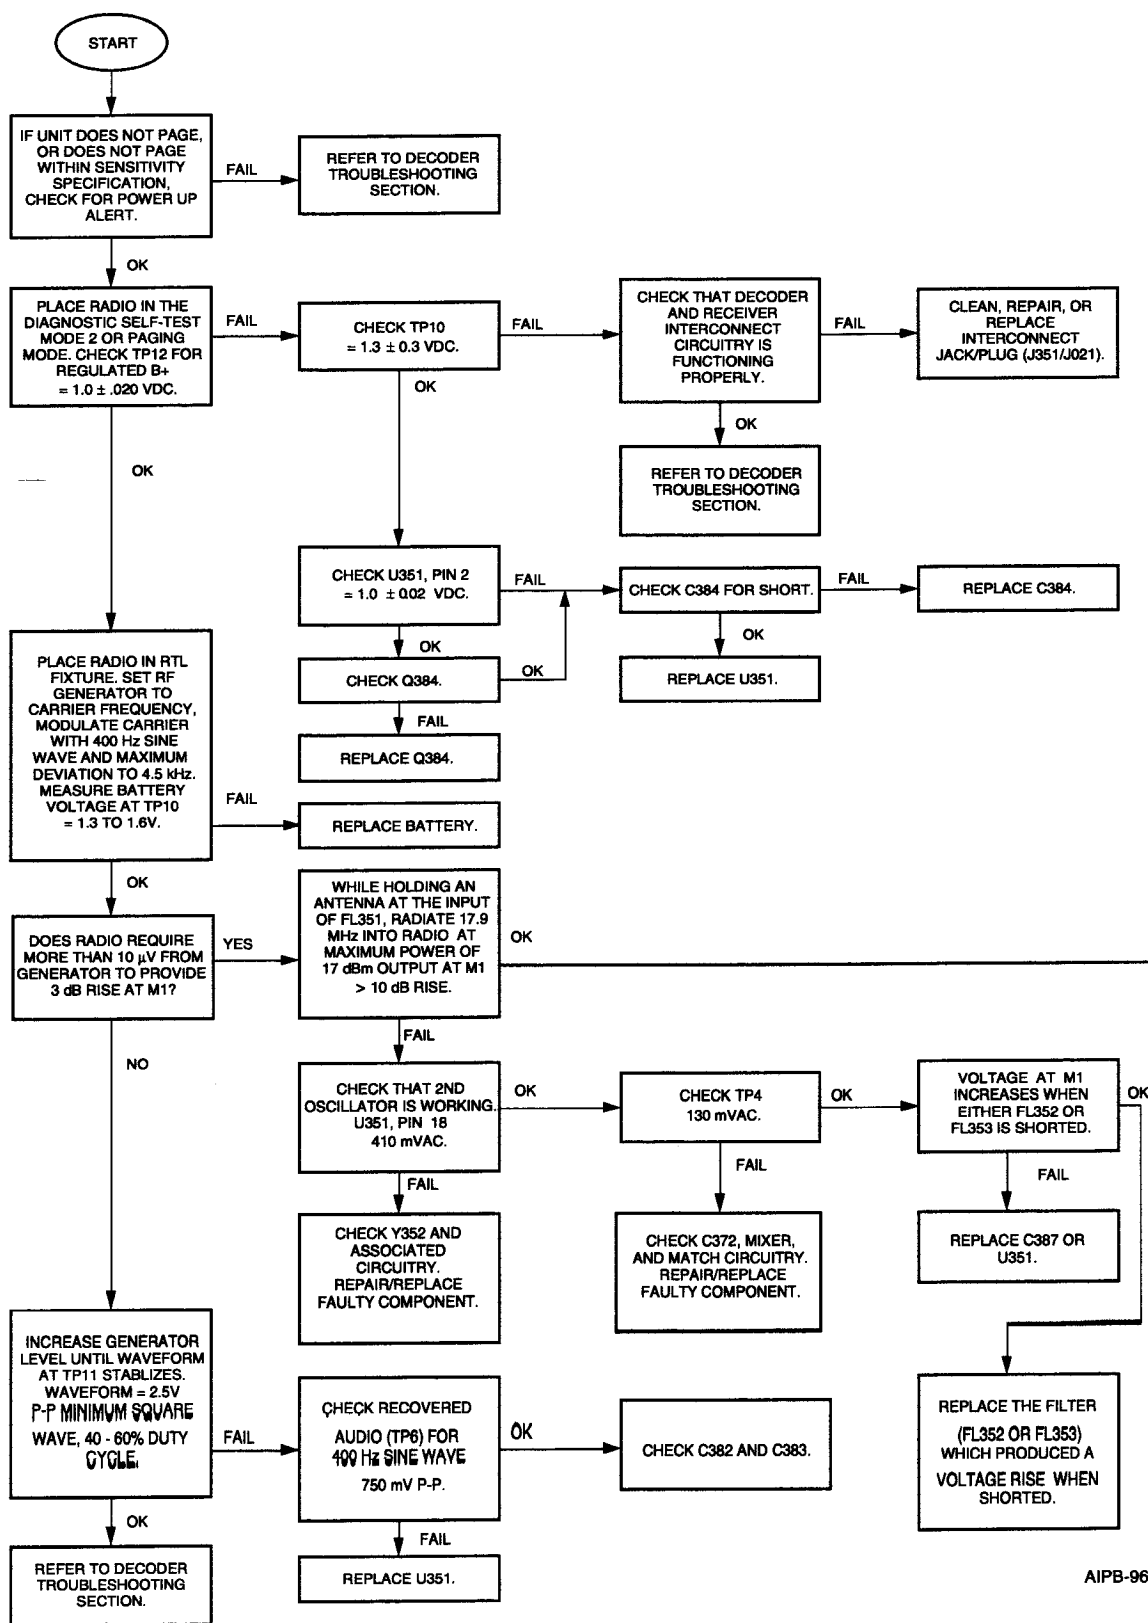 START
IF UNIT DOES NOT PAGE,
OR DOES NOT PAGE
WITHIN SENSITIVITY
SPECIFICATION,
CHECK FOR POWER UP
ALERT.
FAIL
REFER TO DECODER
TROUBLESHOOTING
SECTION.
OK
PLACE RADIO IN THE
DIAGNOSTIC SELF-TEST
MODE 2 OR PAGING
MODE. CHECK TP12 FOR
REGULATED B+
= 1.0 ± .020 VDC.
FAIL
CHECK TP10
= 1.3 ± 0.3 VDC.
FAIL
CHECK THAT DECODER
AND RECEIVER
INTERCONNECT
CIRCUITRY IS
FUNCTIONING
PROPERLY.
FAIL
CLEAN, REPAIR, OR
REPLACE
INTERCONNECT
JACK/PLUG (J351/J021).
OK
OK
OK
REFER TO DECODER
TROUBLESHOOTING
SECTION.
CHECK U351, PIN 2
= 1.0 ± 0.02 VDC.
FAIL
CHECK C384 FOR SHORT.
FAIL
REPLACE C384.
OK
OK
CHECK Q384.
OK
REPLACE U351.
FAIL
REPLACE Q384.
PLACE RADIO IN RTL
FIXTURE. SET RF
GENERATOR TO
CARRIER FREQUENCY,
MODULATE CARRIER
WITH 400 Hz SINE
WAVE AND MAXIMUM
DEVIATION TO 4.5 kHz.
MEASURE BATTERY
VOLTAGE AT TP10
= 1.3 TO 1.6V.
FAIL
REPLACE BATTERY.
OK
DOES RADIO REQUIRE
MORE THAN 10 µV FROM
GENERATOR TO PROVIDE
3 dB RISE AT M1?
YES
WHILE HOLDING AN
ANTENNA AT THE INPUT
OF FL351, RADIATE 17.9
MHz INTO RADIO AT
MAXIMUM POWER OF
17 dBm OUTPUT AT M1
> 10 dB RISE.
OK
FAIL
NO
CHECK THAT 2ND
OSCILLATOR IS WORKING.
U351, PIN 18
410 mVAC.
OK
CHECK TP4
130 mVAC.
OK
VOLTAGE AT M1
INCREASES WHEN
EITHER FL352 OR
FL353 IS SHORTED.
OK
FAIL
FAIL
FAIL
CHECK Y352 AND
ASSOCIATED
CIRCUITRY.
REPAIR/REPLACE
FAULTY COMPONENT.
CHECK C372, MIXER,
AND MATCH CIRCUITRY.
REPAIR/REPLACE
FAULTY COMPONENT.
REPLACE C387 OR
U351.
INCREASE GENERATOR
LEVEL UNTIL WAVEFORM
AT TP11 STABLIZES.
WAVEFORM = 2.5V
P-P MINIMUM SQUARE
WAVE, 40 - 60% DUTY
CYCLE.
FAIL
CHECK RECOVERED
AUDIO (TP6) FOR
400 Hz SINE WAVE
750 mV P-P.
OK
CHECK C382 AND C383.
REPLACE THE FILTER
(FL352 OR FL353)
WHICH PRODUCED A
VOLTAGE RISE WHEN
SHORTED.
OK
FAIL
REFER TO DECODER
TROUBLESHOOTING
SECTION.
REPLACE U351.
AIPB-96